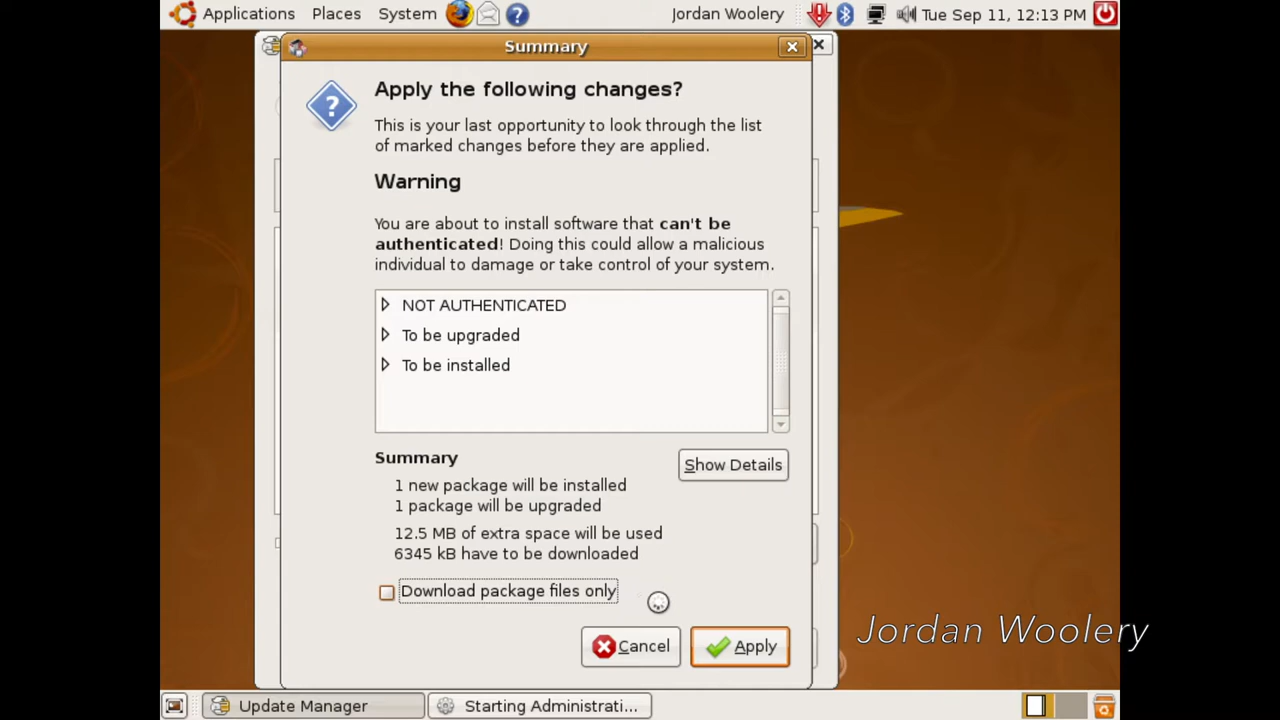 Applications Places System Jordan Woolery Tue Sep 11, 12:13 PM
Summary
Apply the following changes?
This is your last opportunity to look through the list
of marked changes before they are applied.
Warning
You are about to install software that can't be
authenticated! Doing this could allow a malicious
individual to damage or take control of your system.
NOT AUTHENTICATED
To be upgraded
To be installed
Summary
Show Details
1 new package will be installed
1 package will be upgraded
12.5 MB of extra space will be used
6345 kB have to be downloaded
Download package files only
Cancel Apply
Jordan Woolery
Update Manager Starting Administrati...